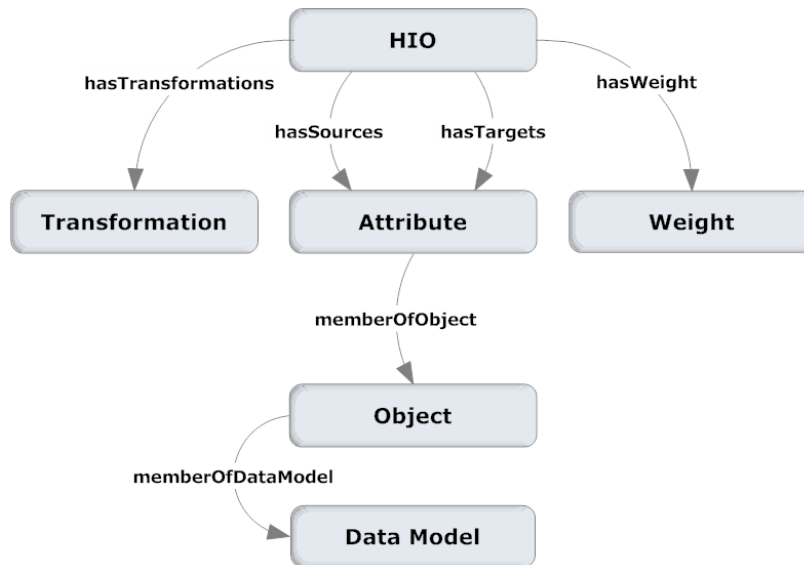 HIO
hasTransformations
hasWeight
hasSources
hasTargets
Transformation
Attribute
Weight
memberOfObject
Object
memberOfDataModel
Data Model